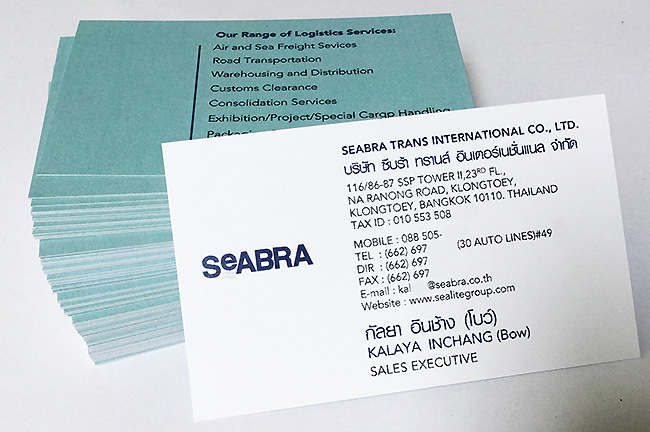 Our Range of Logistics Services:
Air and Sea Freight Sevices
Road Transportation
Warehousing and Distribution
Customs Clearance
Consolidation Services
Exhibition/Project/Special Cargo Handling
SeABRA
SEABRA TRANS INTERNATIONAL CO., LTD.
บริษัท ซีบร้า ทรานส์ อินเตอร์เนชั่นแนล จำกัด
116/86-87 SSP TOWER II,23RD FL.,
NA RANONG ROAD, KLONGTOEY,
KLONGTOEY, BANGKOK 10110. THAILAND
TAX ID : 010 553 508
MOBILE : 088 505-
TEL : (662) 697 (30 AUTO LINES)#49
DIR : (662) 697
FAX : (662) 697
E-mail : kal @seabra.co.th
Website : www.sealitegroup.com
กัลยา อินช้าง (โบว์)
KALAYA INCHANG (Bow)
SALES EXECUTIVE